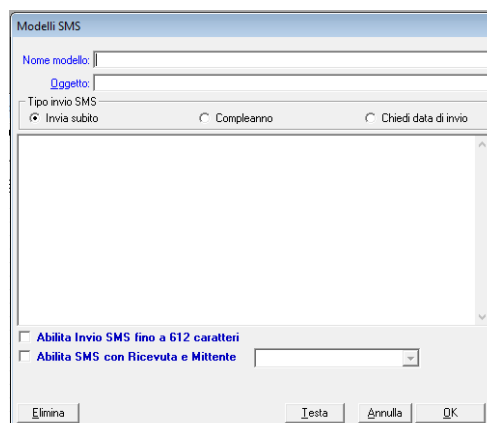 Modelli SMS
Nome modello:
Oggetto:
Tipo invio SMS
Invia subito Compleanno Chiedi data di invio
Abilita Invio SMS fino a 612 caratteri
Abilita SMS con Ricevuta e Mittente
Elimina Testa Annulla OK